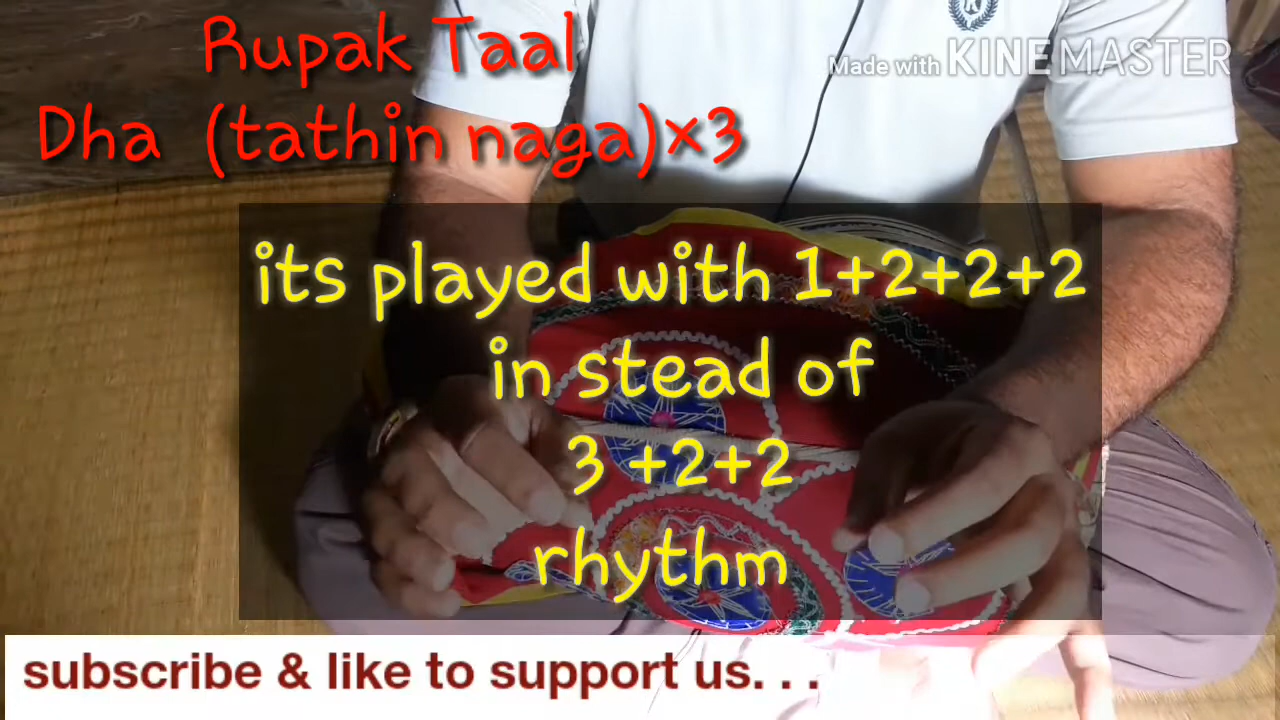 Rupak Taal
Made with KINEMASTER
Dha (tathin naga)×3
its played with 1+2+2+2
in stead of
3 +2+2
rhythm
subscribe & like to support us. . .